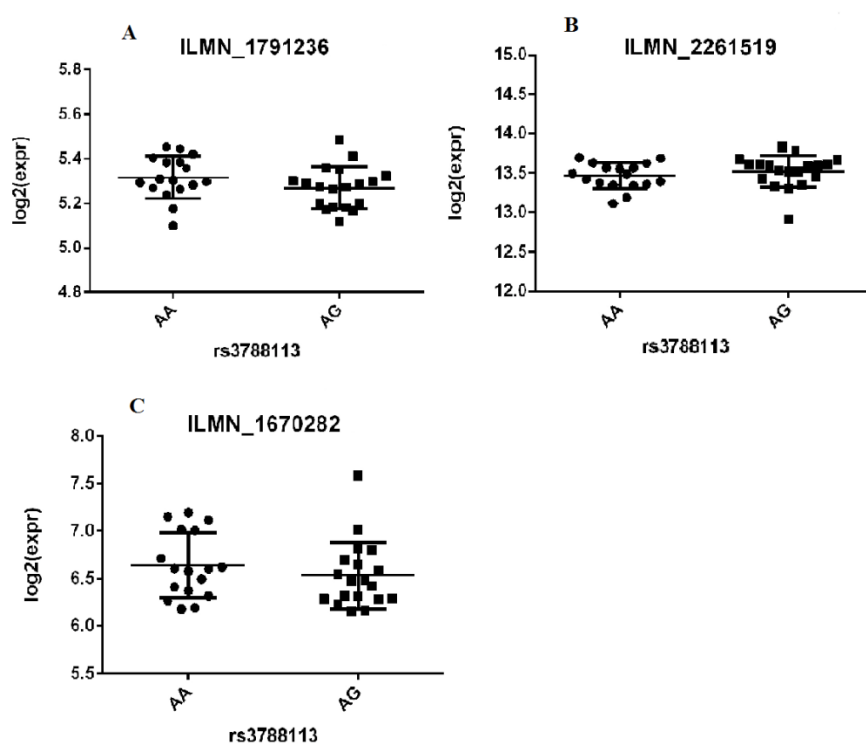 A
ILMN_1791236
5.8
5.6
5.4
5.2
5.0
4.8
log2(expr)
AA
AG
rs3788113
B
ILMN_2261519
15.0
14.5
14.0
13.5
13.0
12.5
12.0
log2(expr)
AA
AG
rs3788113
C
ILMN_1670282
8.0
7.5
7.0
6.5
6.0
5.5
log2(expr)
AA
AG
rs3788113